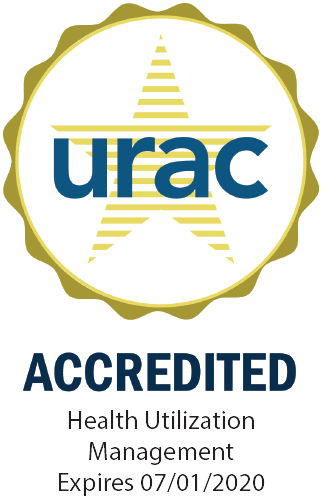 urac
ACCREDITED
Health Utilization
Management
Expires 07/01/2020